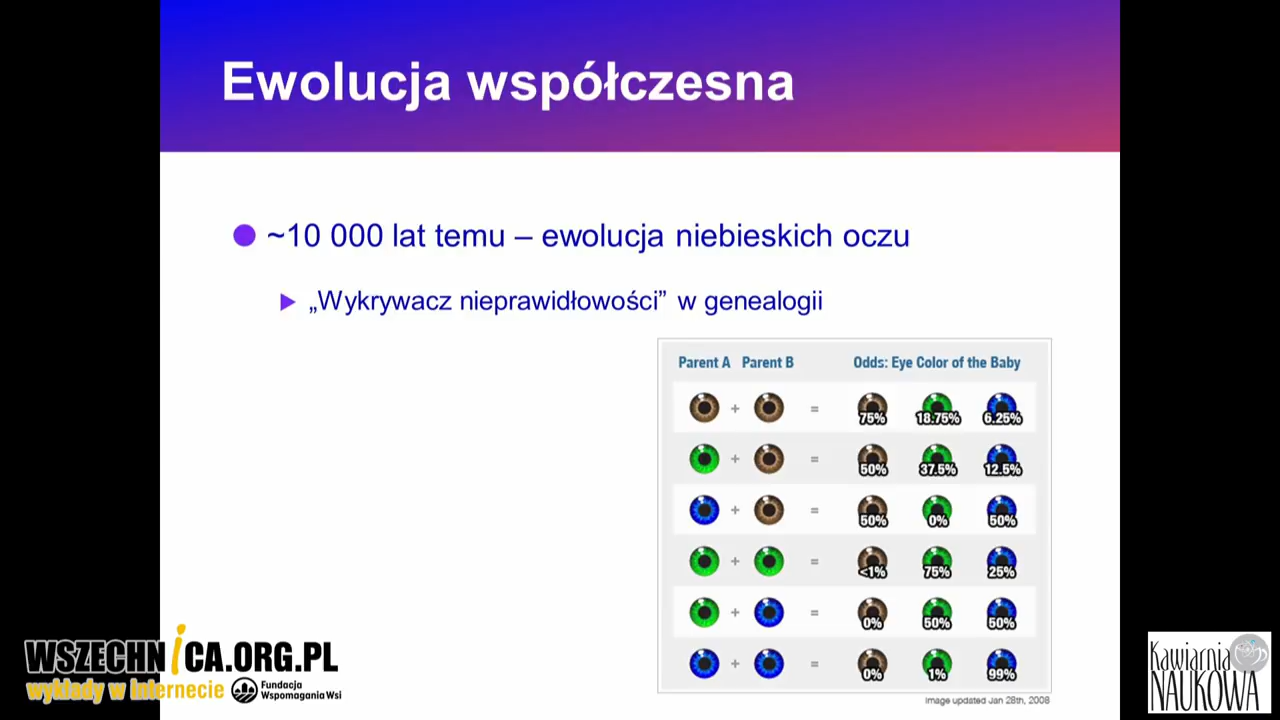 Ewolucja współczesna
~10 000 lat temu – ewolucja niebieskich oczu
„Wykrywacz nieprawidłowości” w genealogii
Parent A Parent B Odds: Eye Color of the Baby
+ = 75% 18.75% 6.25%
+ = 50% 37.5% 12.5%
+ = 50% 0% 50%
+ = <1% 75% 25%
+ = 0% 50% 50%
+ = 0% 1% 99%
Image updated Jan 28th, 2008
WSZECHNICA.ORG.PL
wykłady w Internecie
Fundacja
Wspomagania Wsi
Kawiarnia
NAUKOWA